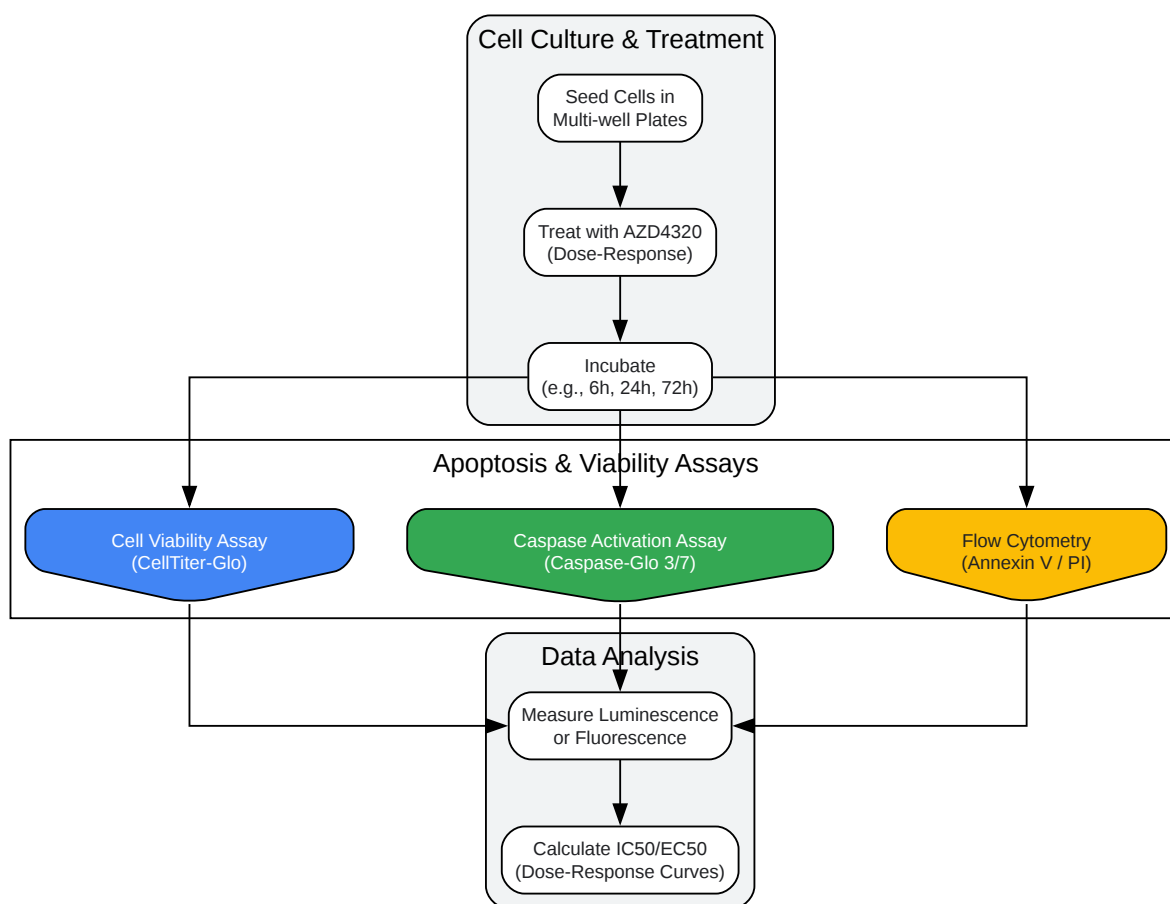 Cell Culture & Treatment
Seed Cells in
Multi-well Plates
Treat with AZD4320
(Dose-Response)
Incubate
(e.g., 6h, 24h, 72h)
Apoptosis & Viability Assays
Cell Viability Assay
(CellTiter-Glo)
Caspase Activation Assay
(Caspase-Glo 3/7)
Flow Cytometry
(Annexin V / PI)
Data Analysis
Measure Luminescence
or Fluorescence
Calculate IC50/EC50
(Dose-Response Curves)